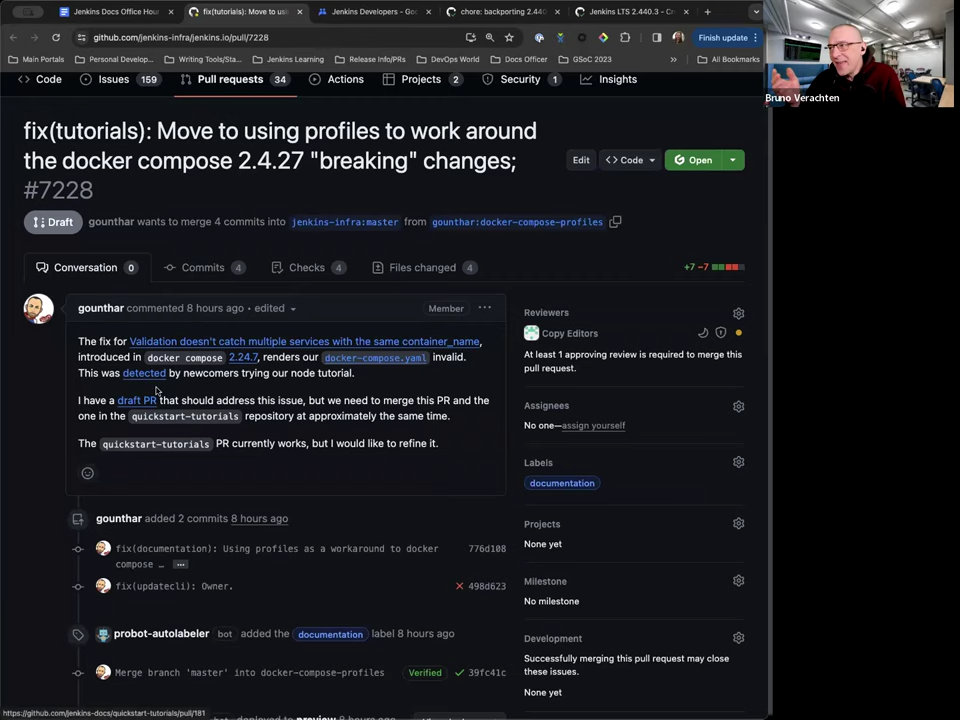 Jenkins Docs Office Hou
fix(tutorials): Move to usi
Jenkins Developers - Goo
chore: backporting 2.440
Jenkins LTS 2.440.3 - C
github.com/jenkins-infra/jenkins.io/pull/7228
Finish update
Main Portals
Personal Develop...
Writing Tools/Sta...
Jenkins Learning
Release Info/PRs
DevOps World
Docs Officer
GSoC 2023
»
All Bookmarks
Bruno Verachten
Code
Issues 159
Pull requests 34
Actions
Projects 2
Security 1
Insights
fix(tutorials): Move to using profiles to work around
the docker compose 2.4.27 "breaking" changes;
#7228
Edit
<> Code
Open
Draft
gounthar wants to merge 4 commits into jenkins-infra:master from gounthar:docker-compose-profiles
Conversation 0
Commits 4
Checks 4
Files changed 4
+7 −7
gounthar commented 8 hours ago • edited
Member
The fix for Validation doesn't catch multiple services with the same container_name,
introduced in docker compose 2.24.7, renders our docker-compose.yaml invalid.
This was detected by newcomers trying our node tutorial.
I have a draft PR that should address this issue, but we need to merge this PR and the
one in the quickstart-tutorials repository at approximately the same time.
The quickstart-tutorials PR currently works, but I would like to refine it.
gounthar added 2 commits 8 hours ago
fix(documentation): Using profiles as a workaround to docker
compose … ...
776d108
fix(updatecli): Owner.
498d623
probot-autolabeler bot added the documentation label 8 hours ago
Merge branch 'master' into docker-compose-profiles
Verified
39fc41c
Reviewers
Copy Editors
At least 1 approving review is required to merge this
pull request.
Assignees
No one—assign yourself
Labels
documentation
Projects
None yet
Milestone
No milestone
Development
Successfully merging this pull request may close
these issues.
None yet
https://github.com/jenkins-docs/quickstart-tutorials/pull/181